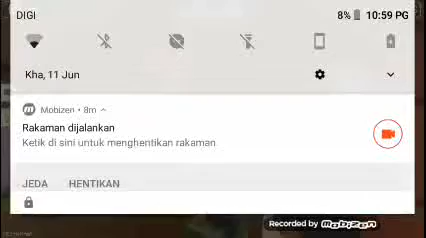 DIGI
8% 10:59 PG
Kha, 11 Jun
Mobizen • 8m
Rakaman dijalankan
Ketik di sini untuk menghentikan rakaman
JEDA HENTIKAN
Recorded by mobizen